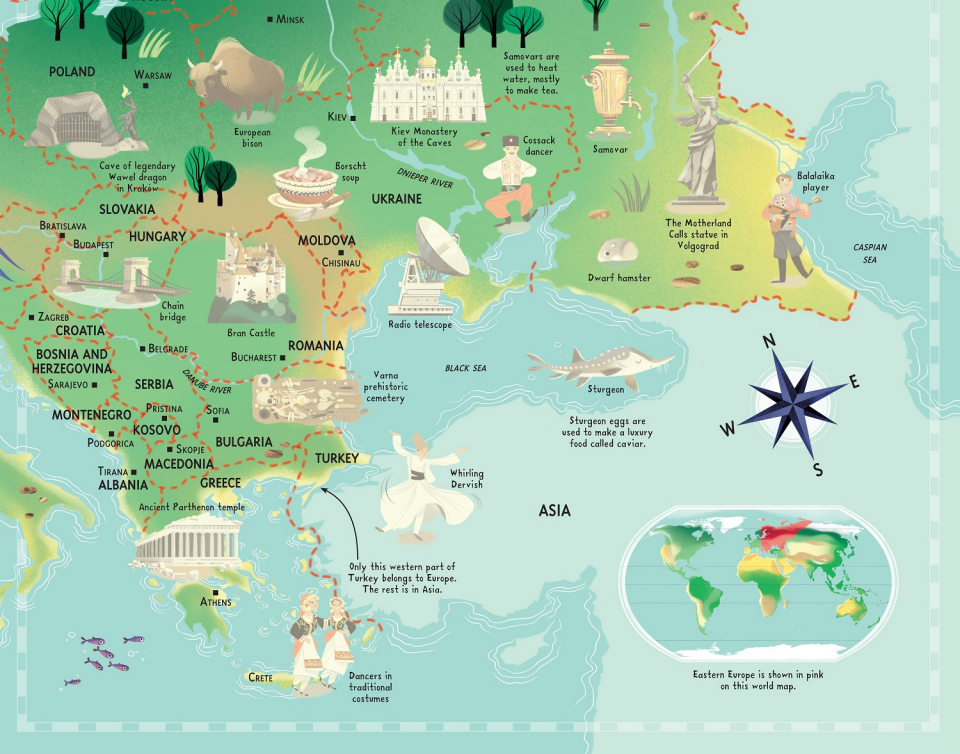 Minsk
POLAND
Warsaw
Samovars are
used to heat
water, mostly
to make tea.
Kiev
European
bison
Kiev Monastery
of the Caves
Cossack
dancer
Samovar
Cave of legendary
Wawel dragon
in Kraków
Borscht
soup
DNIEPER RIVER
Balalaika
player
UKRAINE
SLOVAKIA
Bratislava
HUNGARY
Budapest
MOLDOVA
Chisinau
The Motherland
Calls statue in
Volgograd
CASPIAN
SEA
Dwarf hamster
Chain
bridge
Zagreb
CROATIA
Bran Castle
Radio telescope
BOSNIA AND
HERZEGOVINA
Belgrade
Bucharest
ROMANIA
N
E
W
S
Sarajevo
SERBIA
DANUBE RIVER
Varna
prehistoric
cemetery
BLACK SEA
Sturgeon
MONTENEGRO
Pristina
Sofia
KOSOVO
Podgorica
Skopje
BULGARIA
Sturgeon eggs are
used to make a luxury
food called caviar.
MACEDONIA
Tirana
ALBANIA
GREECE
TURKEY
Whirling
Dervish
Ancient Parthenon temple
ASIA
Only this western part of
Turkey belongs to Europe.
The rest is in Asia.
Athens
Crete
Dancers in
traditional
costumes
Eastern Europe is shown in pink
on this world map.